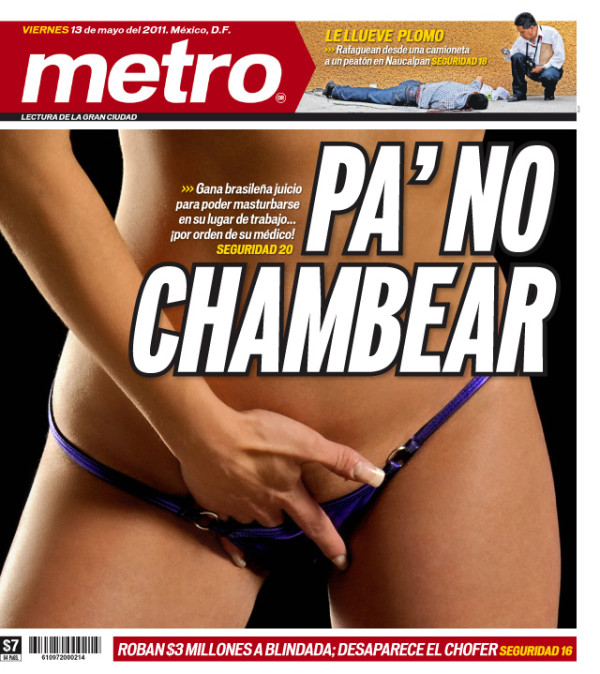 VIERNES 13 de mayo del 2011. México, D.F.
metro
LECTURA DE LA GRAN CIUDAD
LE LLUEVE PLOMO
>>> Rafaguean desde una camioneta
a un peatón en Naucalpan SEGURIDAD 16
>>> Gana brasileña juicio
para poder masturbarse
en su lugar de trabajo...
¡por orden de su médico!
SEGURIDAD 20
PA' NO
CHAMBEAR
$7
610972000214
ROBAN $3 MILLONES A BLINDADA; DESAPARECE EL CHOFER SEGURIDAD 16